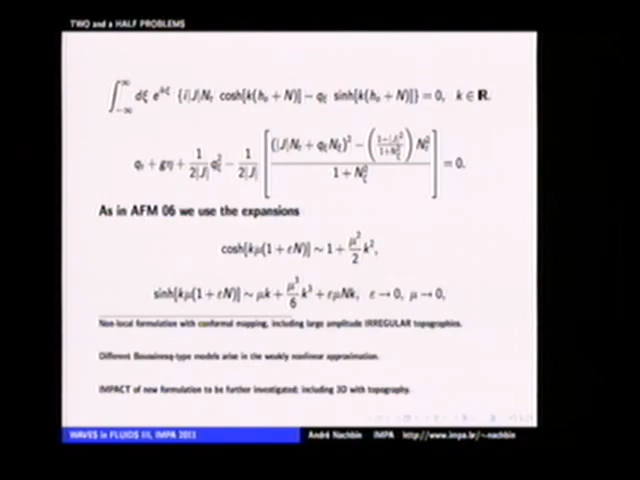 TWO and a HALF PROBLEMS
∫_{-∞}^{∞} dξ e^{ikξ} {i|J|N_t cosh[k(h_o + N)] − q_ξ sinh[k(h_o + N)]} = 0, k ∈ R.
q_t + gη + 1/(2|J|) q_ξ^2 − 1/(2|J|) [ ((|J|N_t + q_ξ N_ξ)^2 − ((1−|J|)^2/(1+N_ξ^2)) N_t^2) / (1 + N_ξ^2) ] = 0.
As in AFM 06 we use the expansions
cosh[kμ(1 + εN)] ~ 1 + μ^2/2 k^2,
sinh[kμ(1 + εN)] ~ μk + μ^3/6 k^3 + εμNk, ε → 0, μ → 0,
Non-local formulation with conformal mapping, including large amplitude IRREGULAR topographies.
Different Boussinesq-type models arise in the weakly nonlinear approximation.
IMPACT of new formulation to be further investigated; including 3D with topography.
WAVES in FLUIDS III, IMPA 2011 André Nachbin IMPA http://www.impa.br/~nachbin